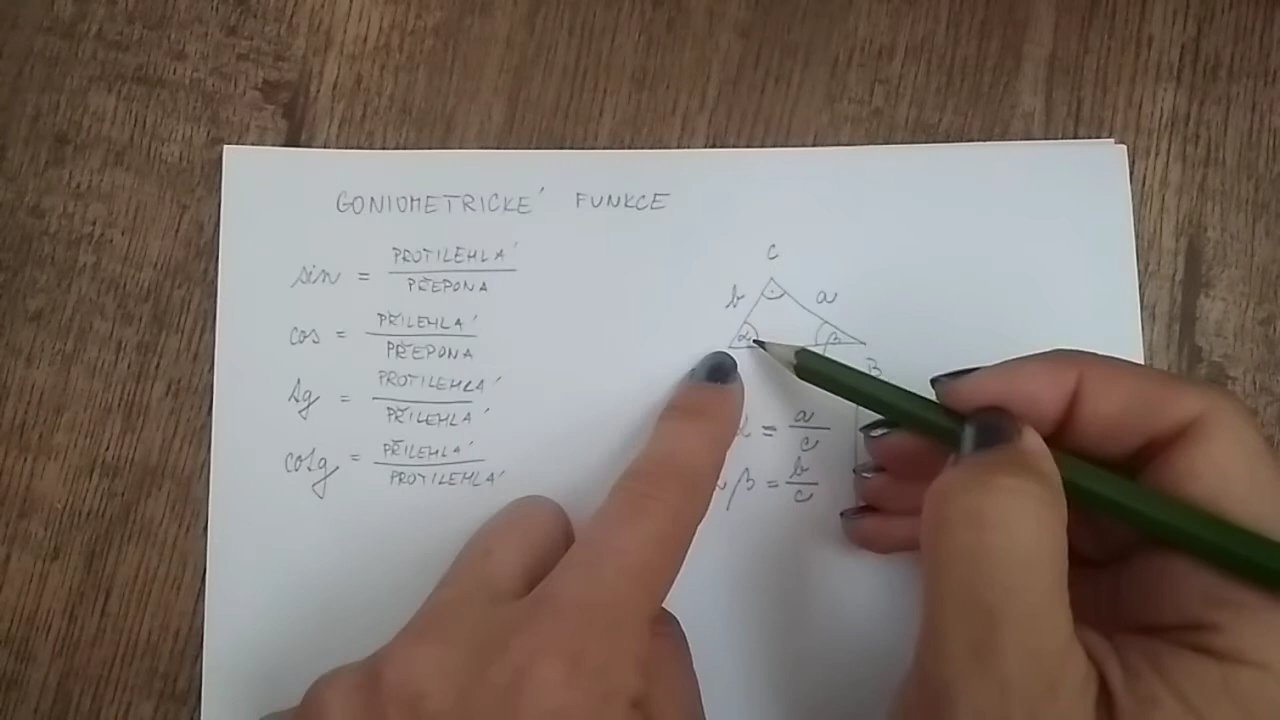 GONIOMETRICKÉ FUNKCE
sin = PROTILEHLÁ / PŘEPONA
cos = PŘILEHLÁ / PŘEPONA
tg = PROTILEHLÁ / PŘILEHLÁ
cotg = PŘILEHLÁ / PROTILEHLÁ
C
b a
α β
B
= a / c
β = b / c